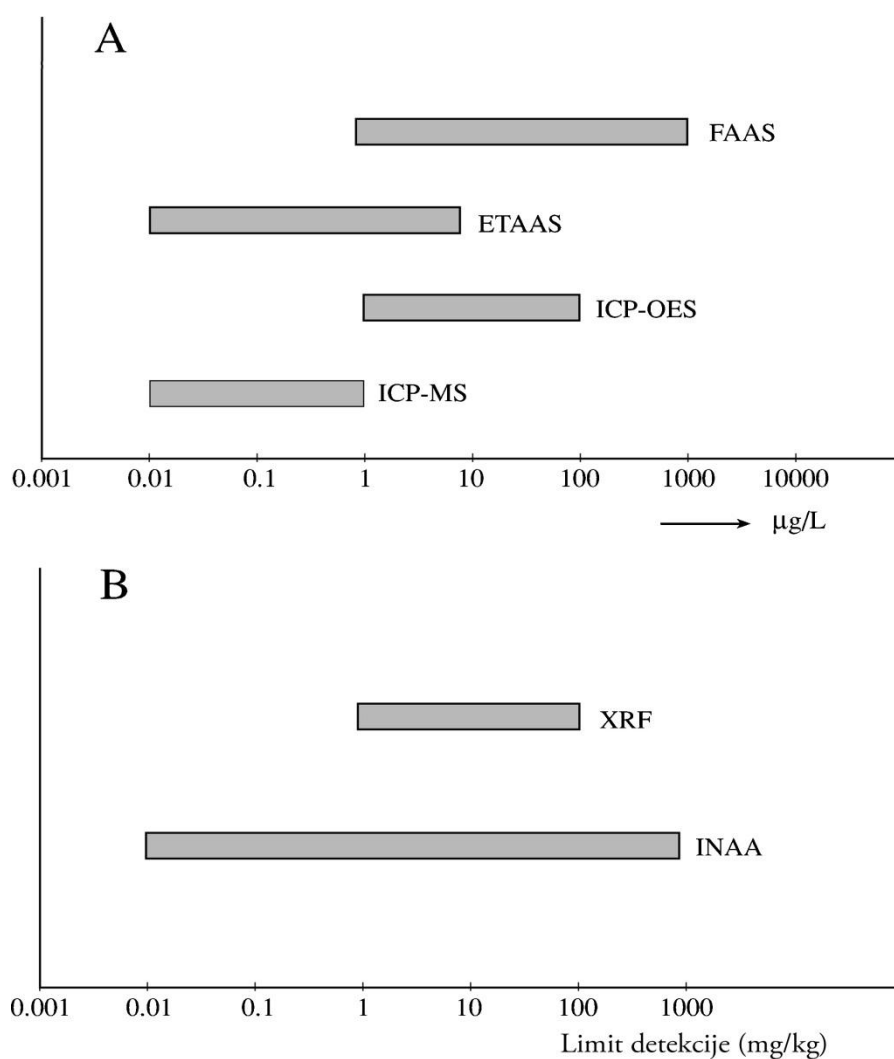 A
FAAS
ETAAS
ICP-OES
ICP-MS
0.001 0.01 0.1 1 10 100 1000 10000
μg/L
B
XRF
INAA
0.001 0.01 0.1 1 10 100 1000
Limit detekcije (mg/kg)